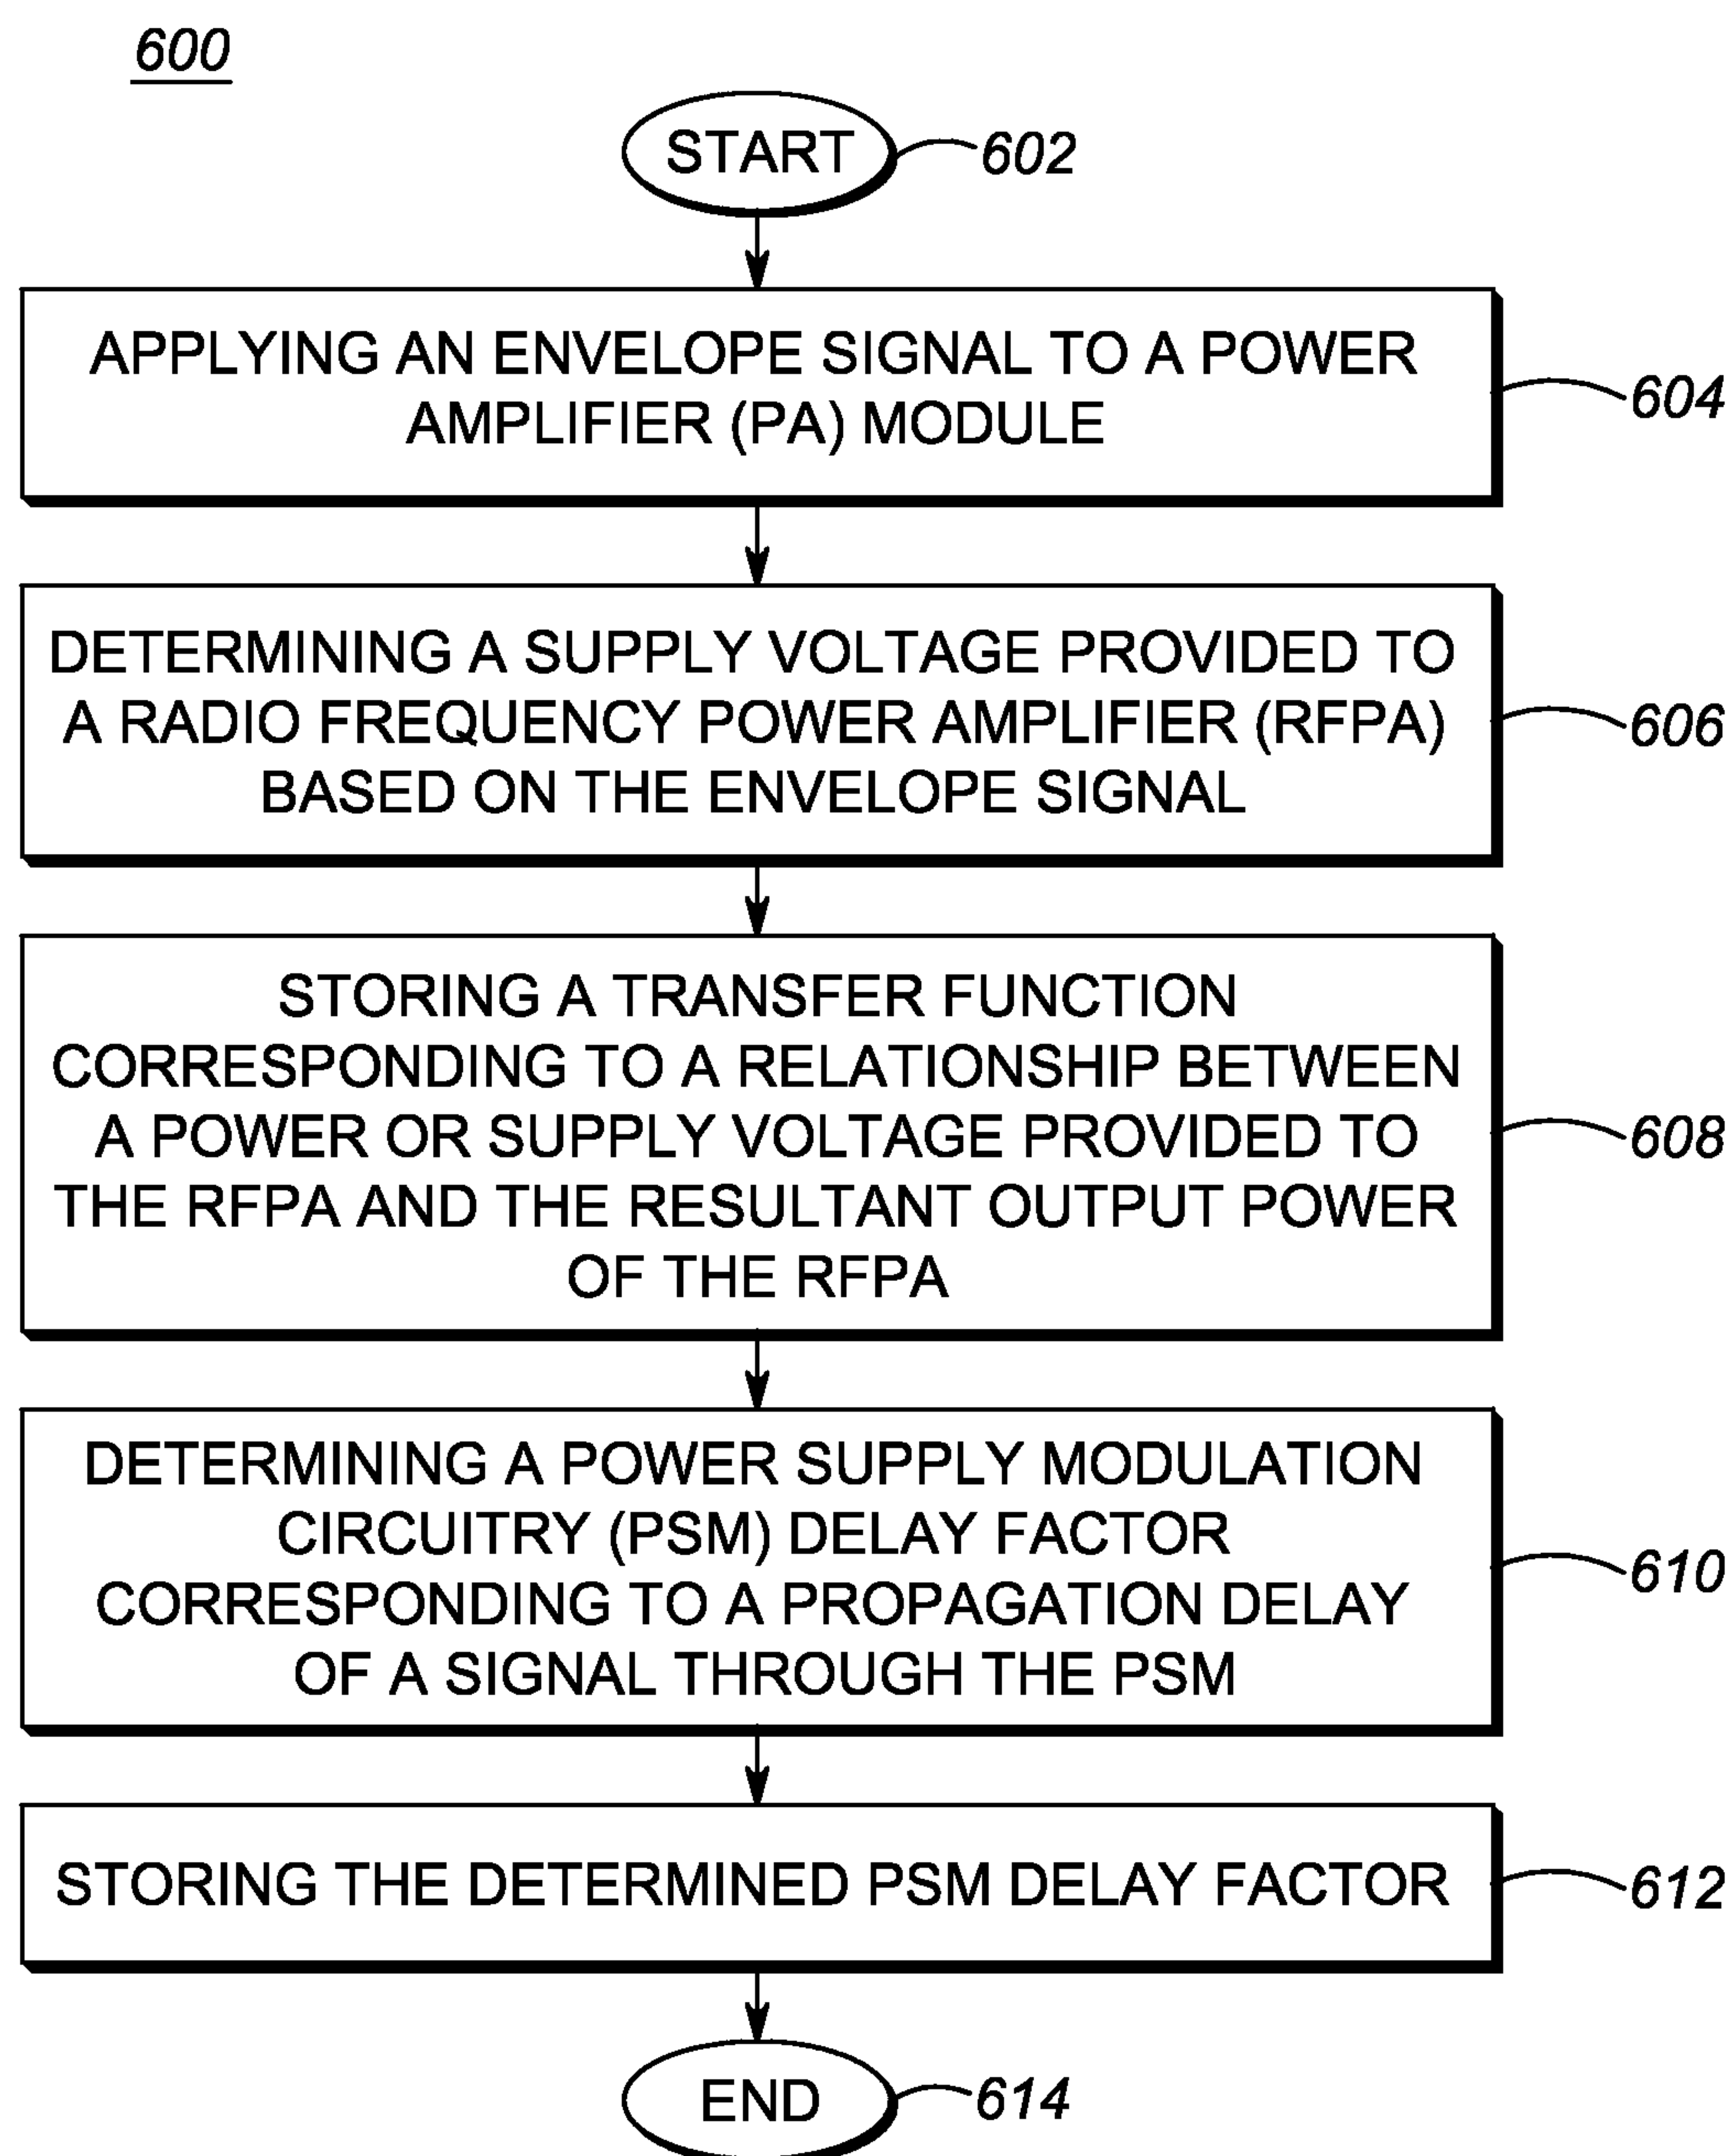 600
START
602
APPLYING AN ENVELOPE SIGNAL TO A POWER
AMPLIFIER (PA) MODULE
604
DETERMINING A SUPPLY VOLTAGE PROVIDED TO
A RADIO FREQUENCY POWER AMPLIFIER (RFPA)
BASED ON THE ENVELOPE SIGNAL
606
STORING A TRANSFER FUNCTION
CORRESPONDING TO A RELATIONSHIP BETWEEN
A POWER OR SUPPLY VOLTAGE PROVIDED TO
THE RFPA AND THE RESULTANT OUTPUT POWER
OF THE RFPA
608
DETERMINING A POWER SUPPLY MODULATION
CIRCUITRY (PSM) DELAY FACTOR
CORRESPONDING TO A PROPAGATION DELAY
OF A SIGNAL THROUGH THE PSM
610
STORING THE DETERMINED PSM DELAY FACTOR
612
END
614